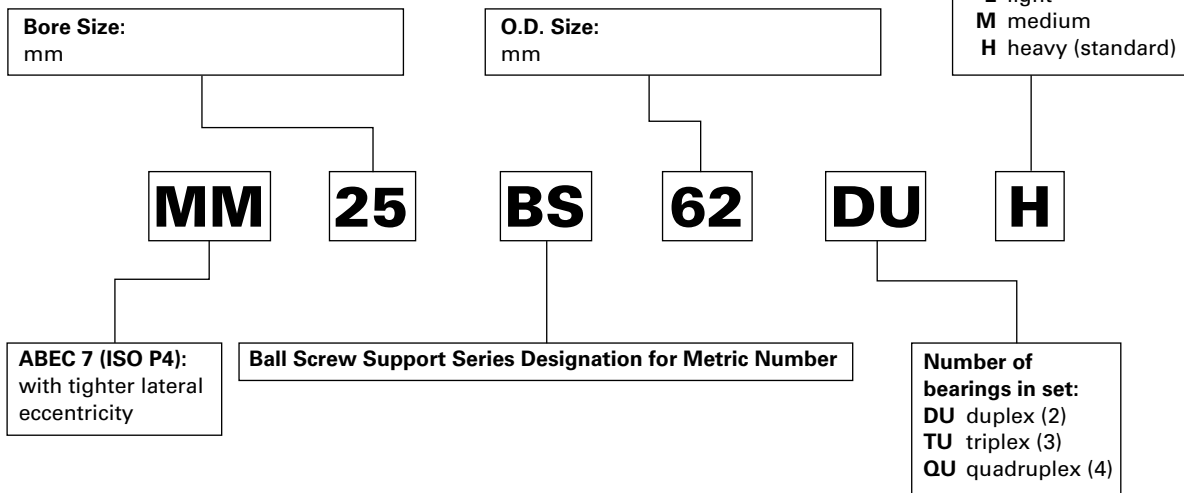 Bore Size:
mm
O.D. Size:
mm
M medium
H heavy (standard)
MM 25 BS 62 DU H
ABEC 7 (ISO P4):
with tighter lateral
eccentricity
Ball Screw Support Series Designation for Metric Number
Number of
bearings in set:
DU duplex (2)
TU triplex (3)
QU quadruplex (4)